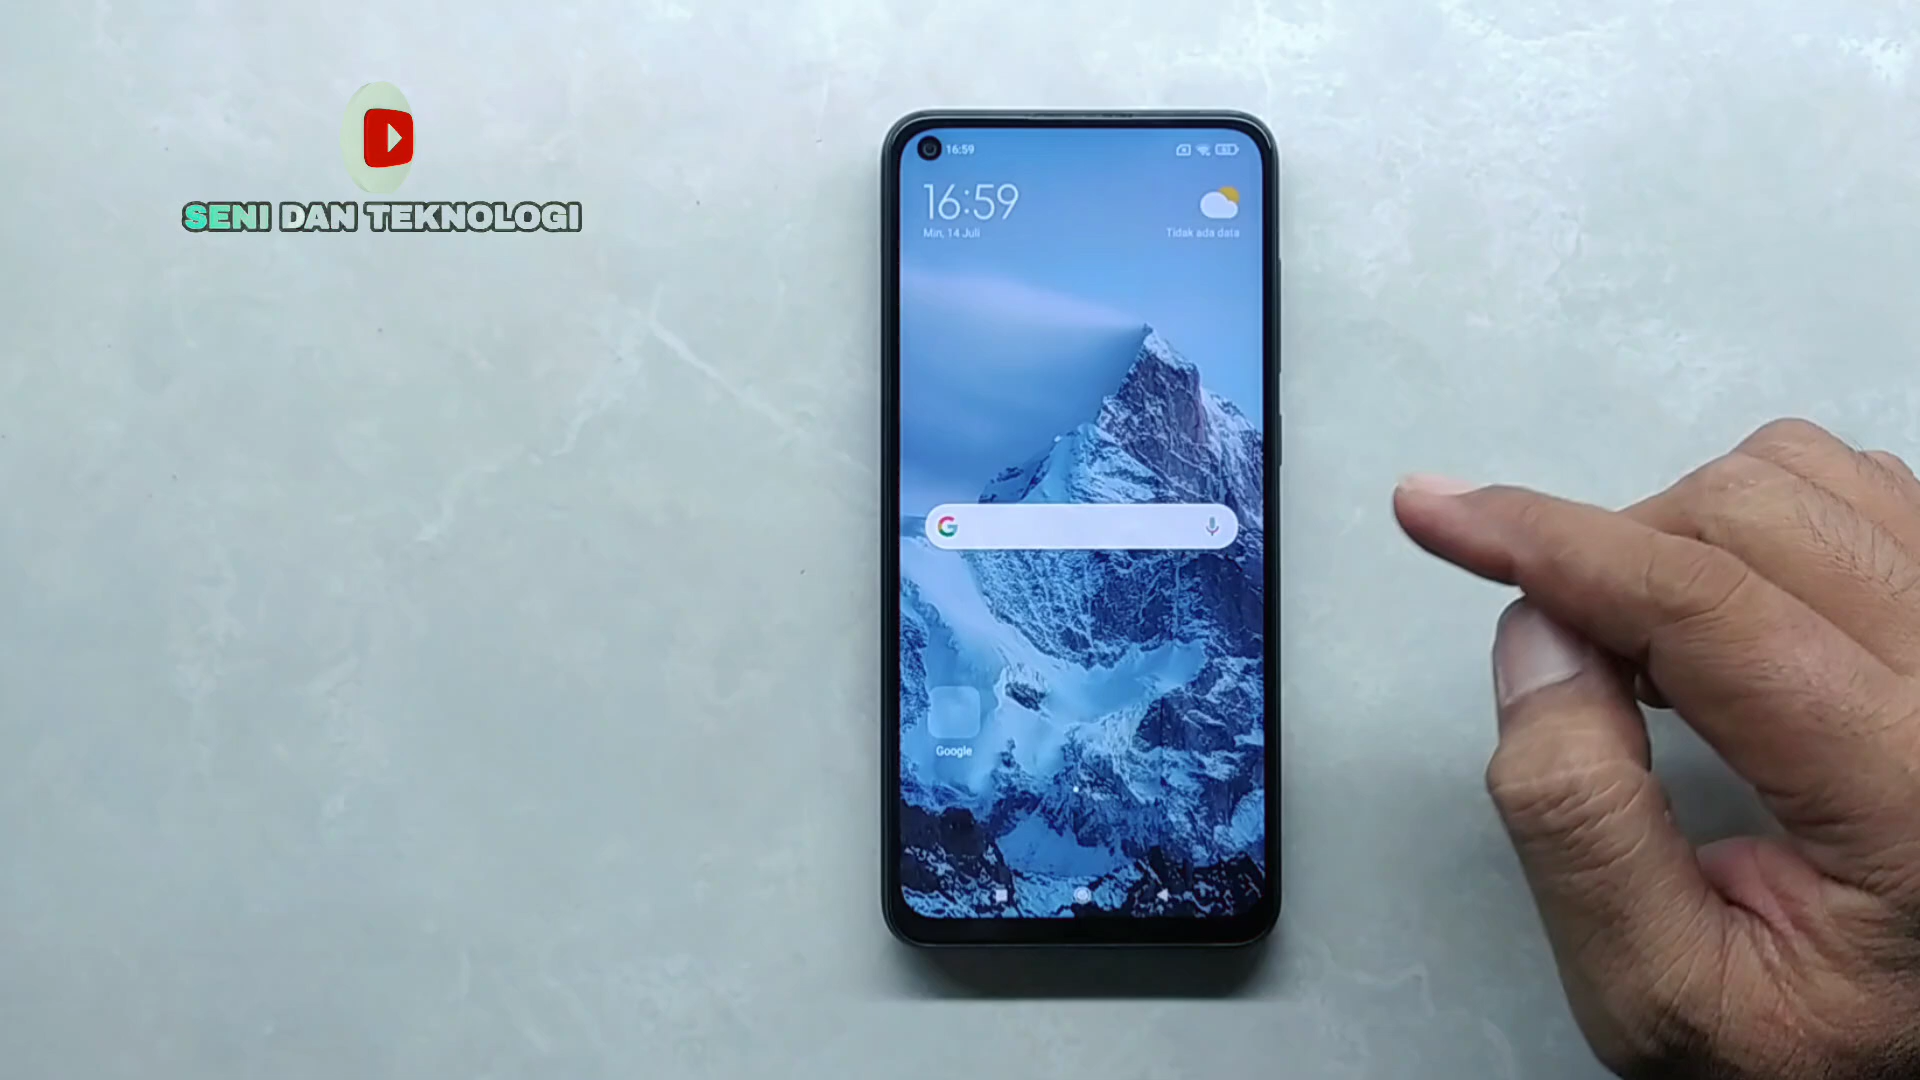 SENI DAN TEKNOLOGI
16:59
16:59
Min, 14 Juli
Tidak ada data
Google